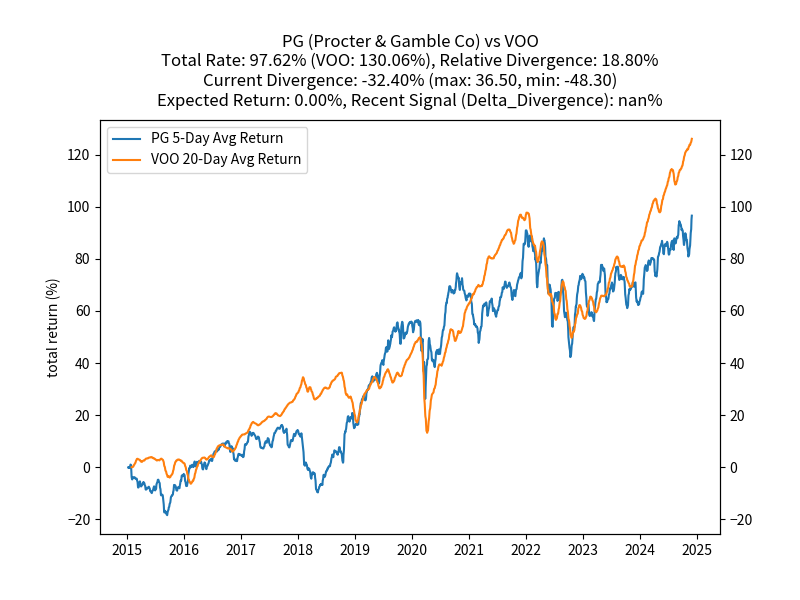 PG (Procter & Gamble Co) vs VOO
Total Rate: 97.62% (VOO: 130.06%), Relative Divergence: 18.80%
Current Divergence: -32.40% (max: 36.50, min: -48.30)
Expected Return: 0.00%, Recent Signal (Delta_Divergence): nan%
PG 5-Day Avg Return
VOO 20-Day Avg Return
total return (%)
120 120
100 100
80 80
60 60
40 40
20 20
0 0
−20 −20
2015 2016 2017 2018 2019 2020 2021 2022 2023 2024 2025